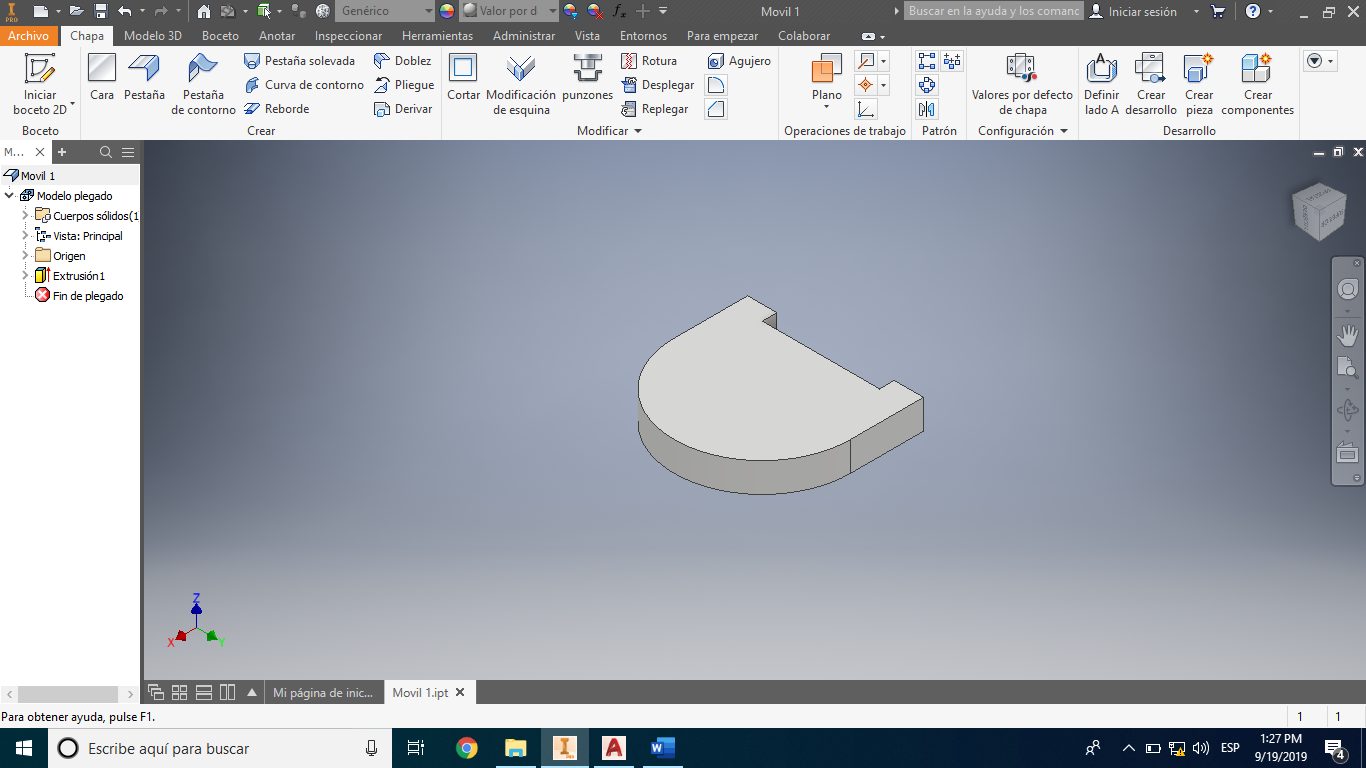 PRO
Genérico
Valor por d
fx
Movil 1
Buscar en la ayuda y los comanc
Iniciar sesión
Archivo
Chapa
Modelo 3D
Boceto
Anotar
Inspeccionar
Herramientas
Administrar
Vista
Entornos
Para empezar
Colaborar
Iniciar
boceto 2D
Boceto
Cara
Pestaña
Pestaña
de contorno
Pestaña solevada
Curva de contorno
Reborde
Doblez
Pliegue
Derivar
Crear
Cortar
Modificación
de esquina
punzones
Rotura
Desplegar
Replegar
Agujero
Modificar
Plano
Operaciones de trabajo
Patrón
Valores por defecto
de chapa
Configuración
Definir
lado A
Crear
desarrollo
Crear
pieza
Crear
componentes
Desarrollo
M...
Movil 1
Modelo plegado
Cuerpos sólidos(1
Vista: Principal
Origen
Extrusión1
Fin de plegado
Z
X
Y
Mi página de inic...
Movil 1.ipt
Para obtener ayuda, pulse F1.
1
1
Escribe aquí para buscar
ESP
1:27 PM
9/19/2019
4